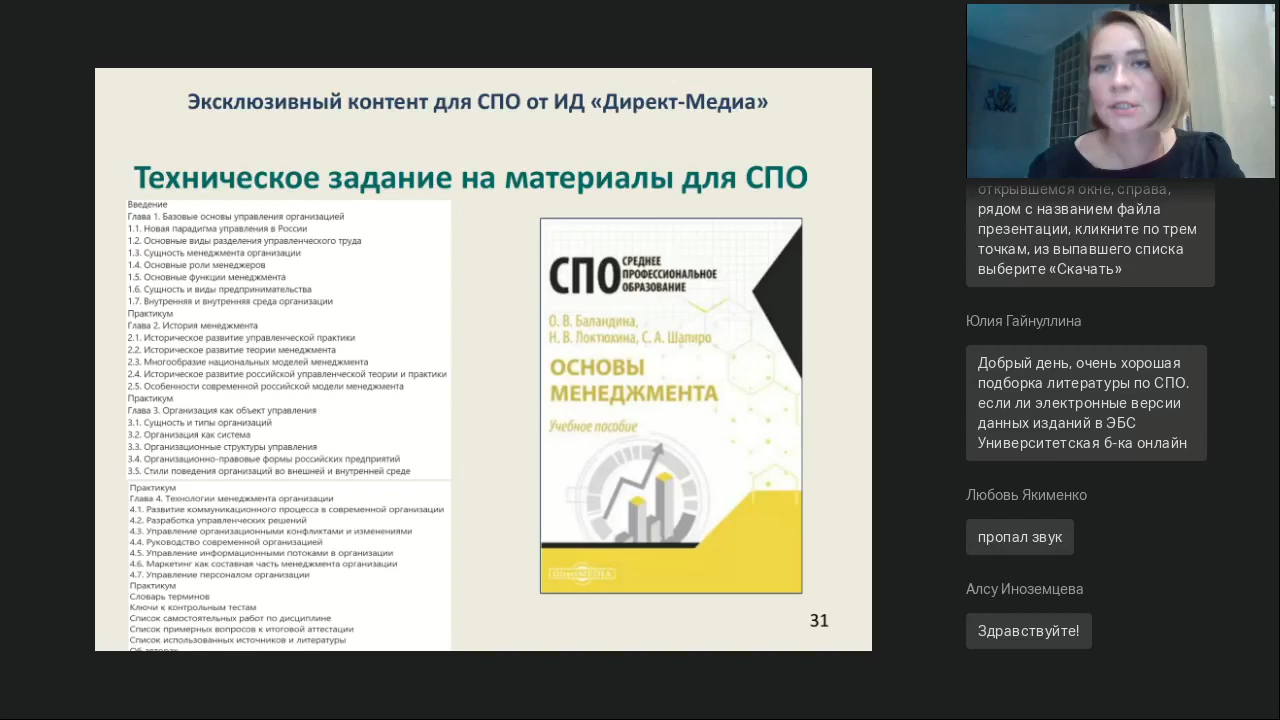 Эксклюзивный контент для СПО от ИД «Директ-Медиа»
Техническое задание на материалы для СПО
Введение
Глава 1. Базовые основы управления организацией
1.1. Новая парадигма управления в России
1.2. Основные виды разделения управленческого труда
1.3. Сущность менеджмента организации
1.4. Основные роли менеджеров
1.5. Основные функции менеджмента
1.6. Сущность и виды предпринимательства
1.7. Внутренняя и внутренняя среда организации
Практикум
Глава 2. История менеджмента
2.1. Историческое развитие управленческой практики
2.2. Историческое развитие теории менеджмента
2.3. Многообразие национальных моделей менеджмента
2.4. Историческое развитие российской управленческой теории и практики
2.5. Особенности современной российской модели менеджмента
Практикум
Глава 3. Организация как объект управления
3.1. Сущность и типы организаций
3.2. Организация как система
3.3. Организационные структуры управления
3.4. Организационно-правовые формы российских предприятий
3.5. Стили поведения организаций во внешней и внутренней среде
Практикум
Глава 4. Технологии менеджмента организации
4.1. Развитие коммуникационного процесса в современной организации
4.2. Разработка управленческих решений
4.3. Управление организационными конфликтами и изменениями
4.4. Руководство современной организацией
4.5. Управление информационными потоками в организации
4.6. Маркетинг как составная часть менеджмента организации
4.7. Управление персоналом организации
Практикум
Словарь терминов
Ключи к контрольным тестам
Список самостоятельных работ по дисциплине
Список примерных вопросов к итоговой аттестации
Список использованных источников и литературы
Об авторах
СПО
СРЕДНЕЕ
ПРОФЕССИОНАЛЬНОЕ
ОБРАЗОВАНИЕ
О. В. Баландина,
Н. В. Локтюхина, С. А. Шапиро
ОСНОВЫ
МЕНЕДЖМЕНТА
Учебное пособие
DirectMEDIA
31
открывшемся окне, справа,
рядом с названием файла
презентации, кликните по трем
точкам, из выпавшего списка
выберите «Скачать»
Юлия Гайнуллина
Добрый день, очень хорошая
подборка литературы по СПО.
если ли электронные версии
данных изданий в ЭБС
Университетская б-ка онлайн
Любовь Якименко
пропал звук
Алсу Иноземцева
Здравствуйте!